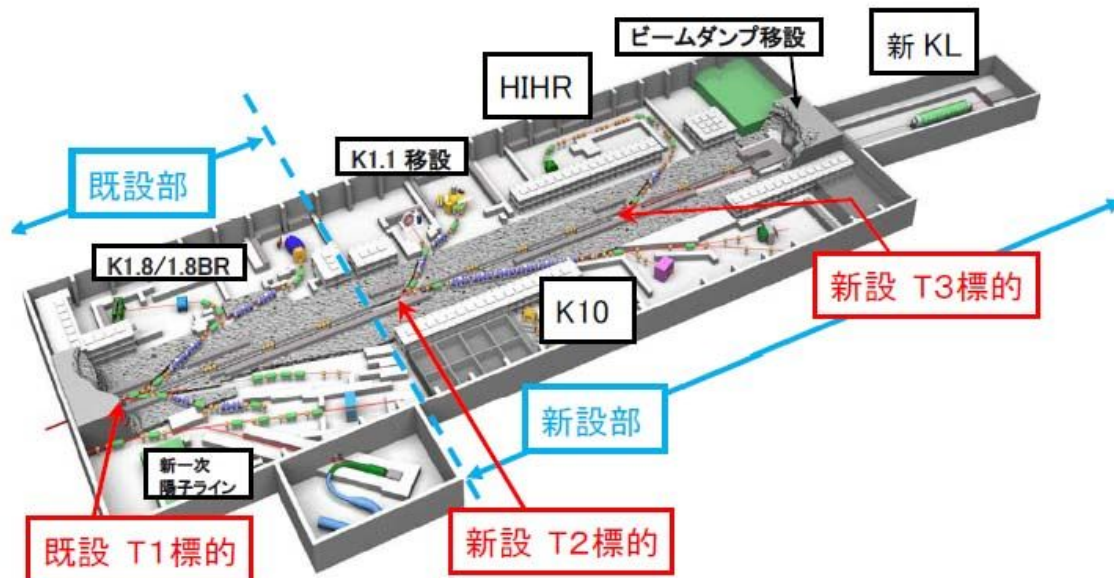 ビームダンプ移設
新 KL
HIHR
K1.1 移設
既設部
K1.8/1.8BR
新設 T3標的
K10
新設部
新一次
陽子ライン
既設 T1標的
新設 T2標的